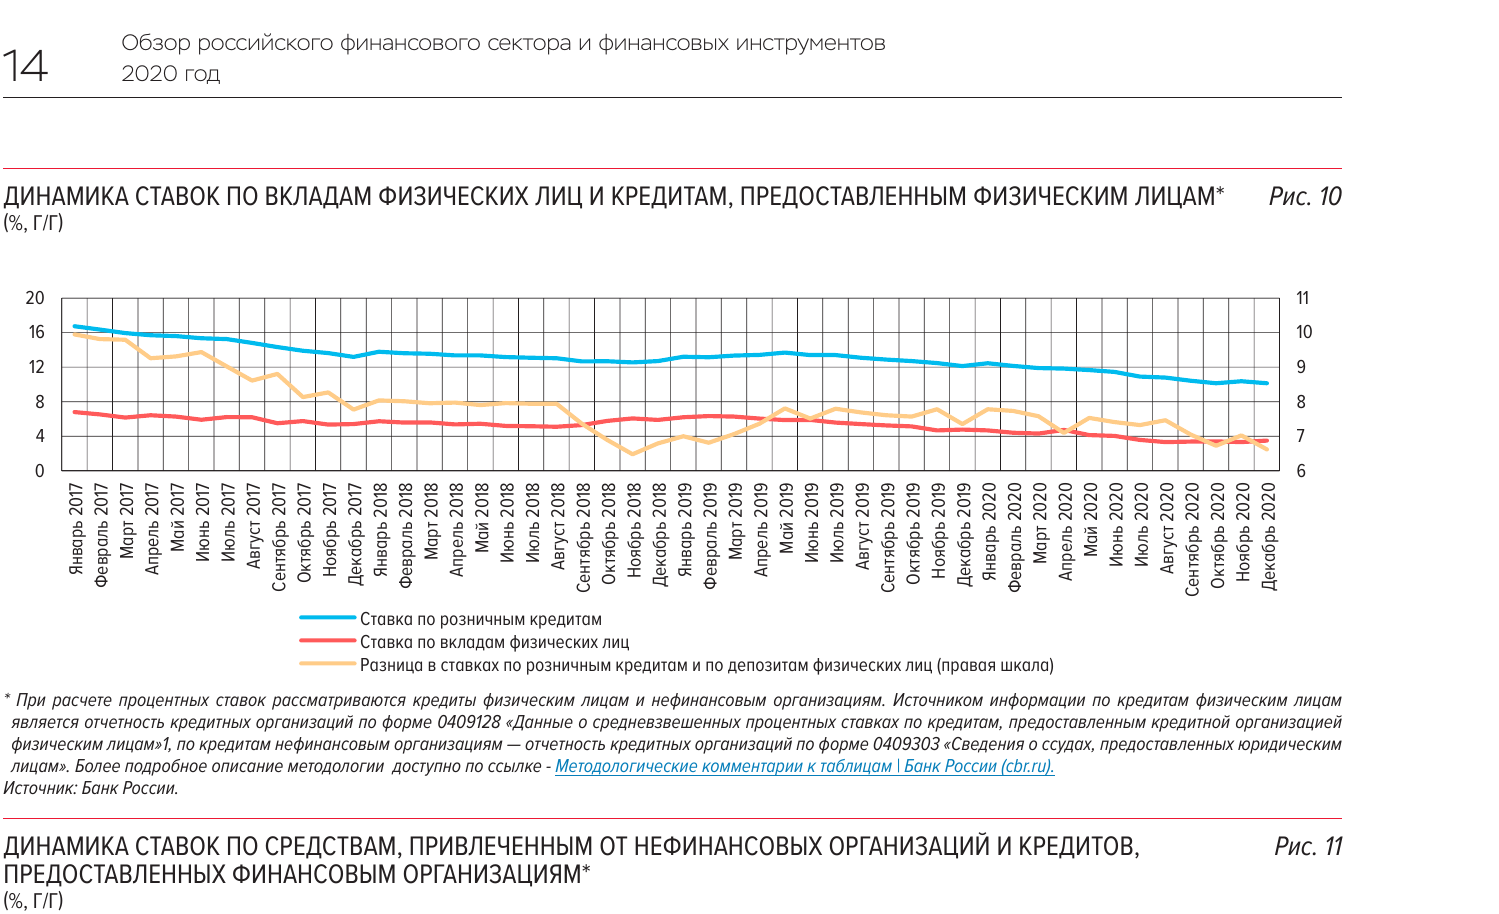 14
Обзор российского финансового сектора и финансовых инструментов
2020 год
ДИНАМИКА СТАВОК ПО ВКЛАДАМ ФИЗИЧЕСКИХ ЛИЦ И КРЕДИТАМ, ПРЕДОСТАВЛЕННЫМ ФИЗИЧЕСКИМ ЛИЦАМ* Рис. 10
(%, Г/Г)
20 11
16 10
12 9
8 8
4 7
0 6
Январь 2017
Февраль 2017
Март 2017
Апрель 2017
Май 2017
Июнь 2017
Июль 2017
Август 2017
Сентябрь 2017
Октябрь 2017
Ноябрь 2017
Декабрь 2017
Январь 2018
Февраль 2018
Март 2018
Апрель 2018
Май 2018
Июнь 2018
Июль 2018
Август 2018
Сентябрь 2018
Октябрь 2018
Ноябрь 2018
Декабрь 2018
Январь 2019
Февраль 2019
Март 2019
Апрель 2019
Май 2019
Июнь 2019
Июль 2019
Август 2019
Сентябрь 2019
Октябрь 2019
Ноябрь 2019
Декабрь 2019
Январь 2020
Февраль 2020
Март 2020
Апрель 2020
Май 2020
Июнь 2020
Июль 2020
Август 2020
Сентябрь 2020
Октябрь 2020
Ноябрь 2020
Декабрь 2020
Ставка по розничным кредитам
Ставка по вкладам физических лиц
Разница в ставках по розничным кредитам и по депозитам физических лиц (правая шкала)
* При расчете процентных ставок рассматриваются кредиты физическим лицам и нефинансовым организациям. Источником информации по кредитам физическим лицам
является отчетность кредитных организаций по форме 0409128 «Данные о средневзвешенных процентных ставках по кредитам, предоставленным кредитной организацией
физическим лицам»1, по кредитам нефинансовым организациям — отчетность кредитных организаций по форме 0409303 «Сведения о ссудах, предоставленных юридическим
лицам». Более подробное описание методологии доступно по ссылке - Методологические комментарии к таблицам | Банк России (cbr.ru).
Источник: Банк России.
ДИНАМИКА СТАВОК ПО СРЕДСТВАМ, ПРИВЛЕЧЕННЫМ ОТ НЕФИНАНСОВЫХ ОРГАНИЗАЦИЙ И КРЕДИТОВ, Рис. 11
ПРЕДОСТАВЛЕННЫХ ФИНАНСОВЫМ ОРГАНИЗАЦИЯМ*
(%, Г/Г)